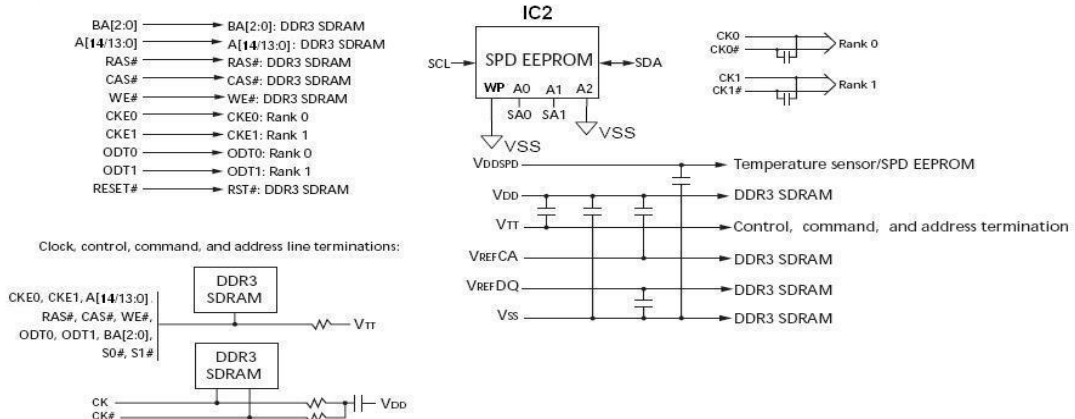 BA[2:0] BA[2:0]: DDR3 SDRAM
A[14/13:0] A[14/13:0]: DDR3 SDRAM
RAS# RAS#: DDR3 SDRAM
CAS# CAS#: DDR3 SDRAM
WE# WE#: DDR3 SDRAM
CKE0 CKE0: Rank 0
CKE1 CKE1: Rank 1
ODT0 ODT0: Rank 0
ODT1 ODT1: Rank 1
RESET# RST#: DDR3 SDRAM
IC2
SCL SPD EEPROM SDA
WP A0 A1 A2
SA0 SA1
VSS VSS
CK0
CK0# Rank 0
CK1
CK1# Rank 1
VDDSPD Temperature sensor/SPD EEPROM
VDD DDR3 SDRAM
VTT Control, command, and address termination
VREFCA DDR3 SDRAM
VREFDQ DDR3 SDRAM
VSS DDR3 SDRAM
Clock, control, command, and address line terminations:
DDR3
SDRAM
CKE0, CKE1, A[14/13:0]
RAS#, CAS#, WE#,
ODT0, ODT1, BA[2:0],
S0#, S1#
VTT
DDR3
SDRAM
CK VDD
CK#